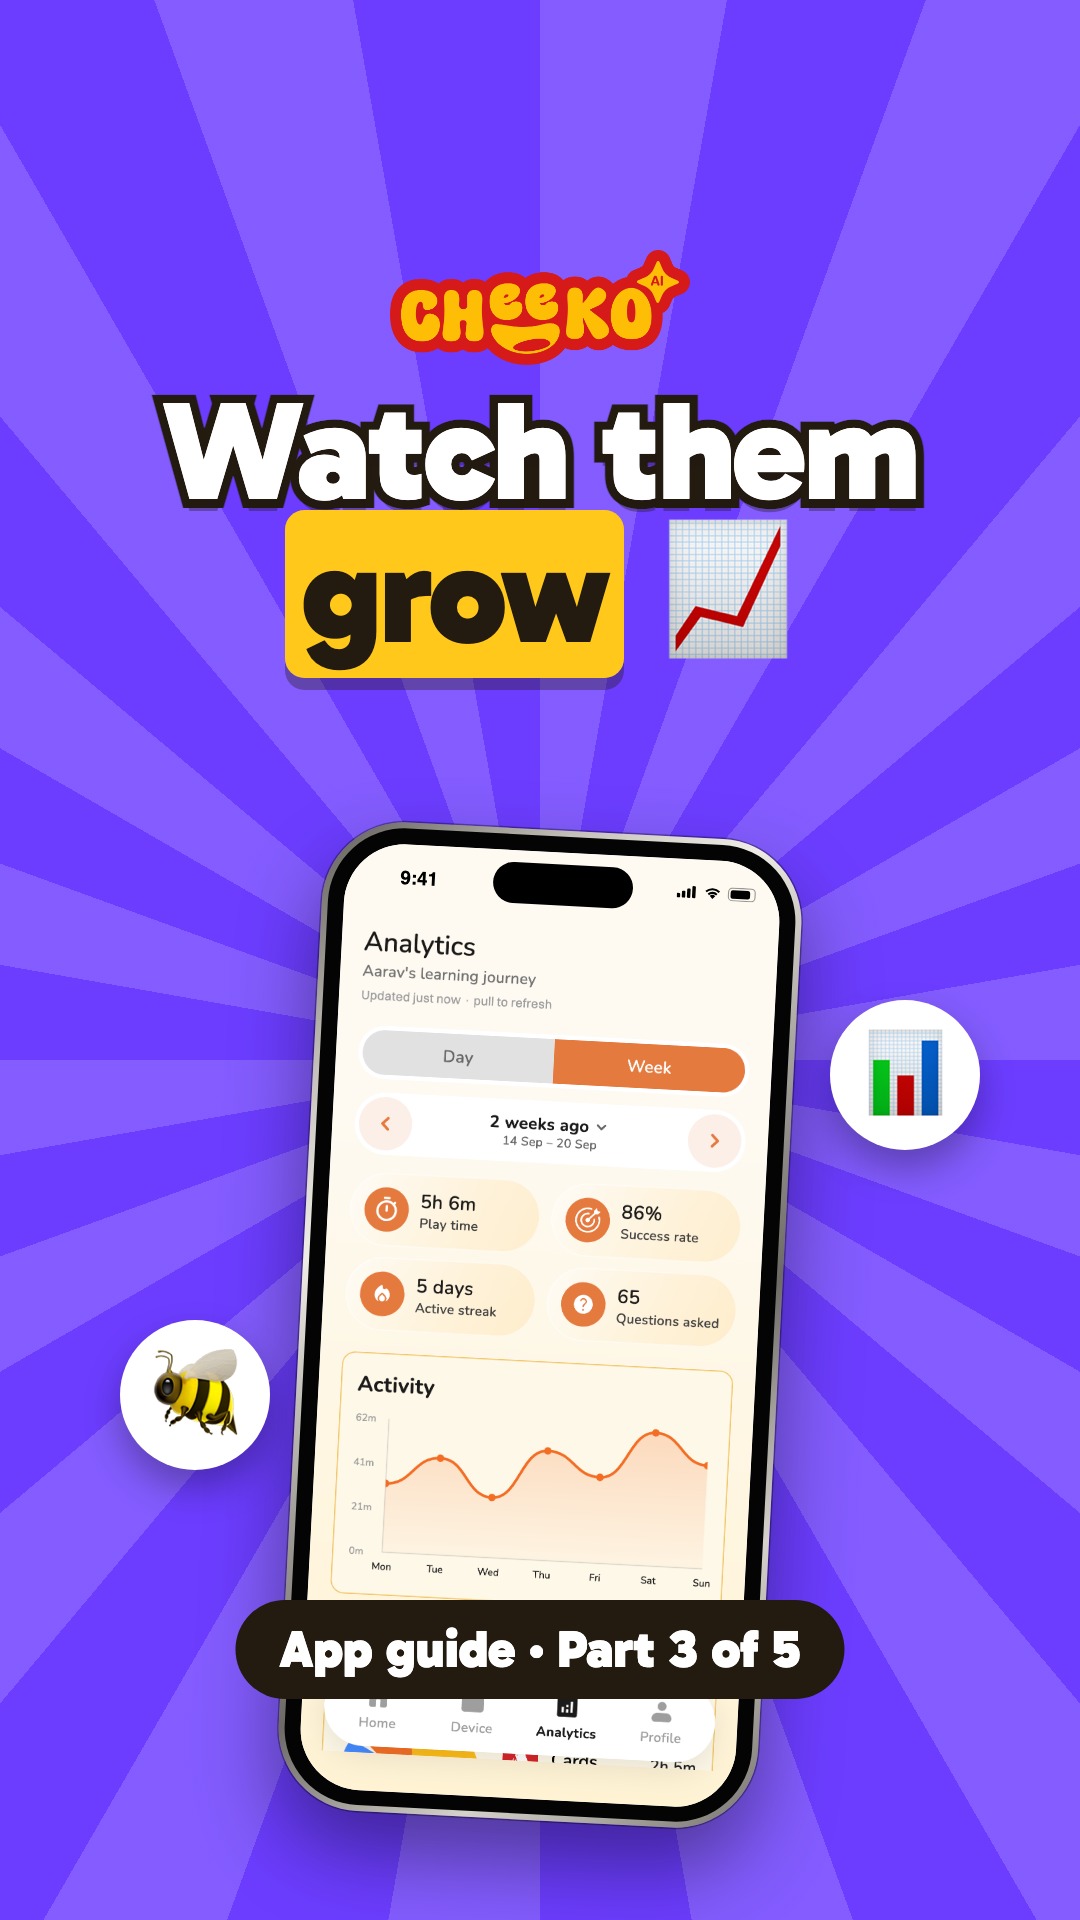 CHeeKO AI
Watch them
grow
9:41
Analytics
Aarav's learning journey
Updated just now · pull to refresh
Day
Week
2 weeks ago
14 Sep – 20 Sep
5h 6m
Play time
86%
Success rate
5 days
Active streak
65
Questions asked
Activity
62m
41m
21m
0m
Mon Tue Wed Thu Fri Sat Sun
App guide • Part 3 of 5
Home
Device
Analytics
Profile
Cards
2h 5m